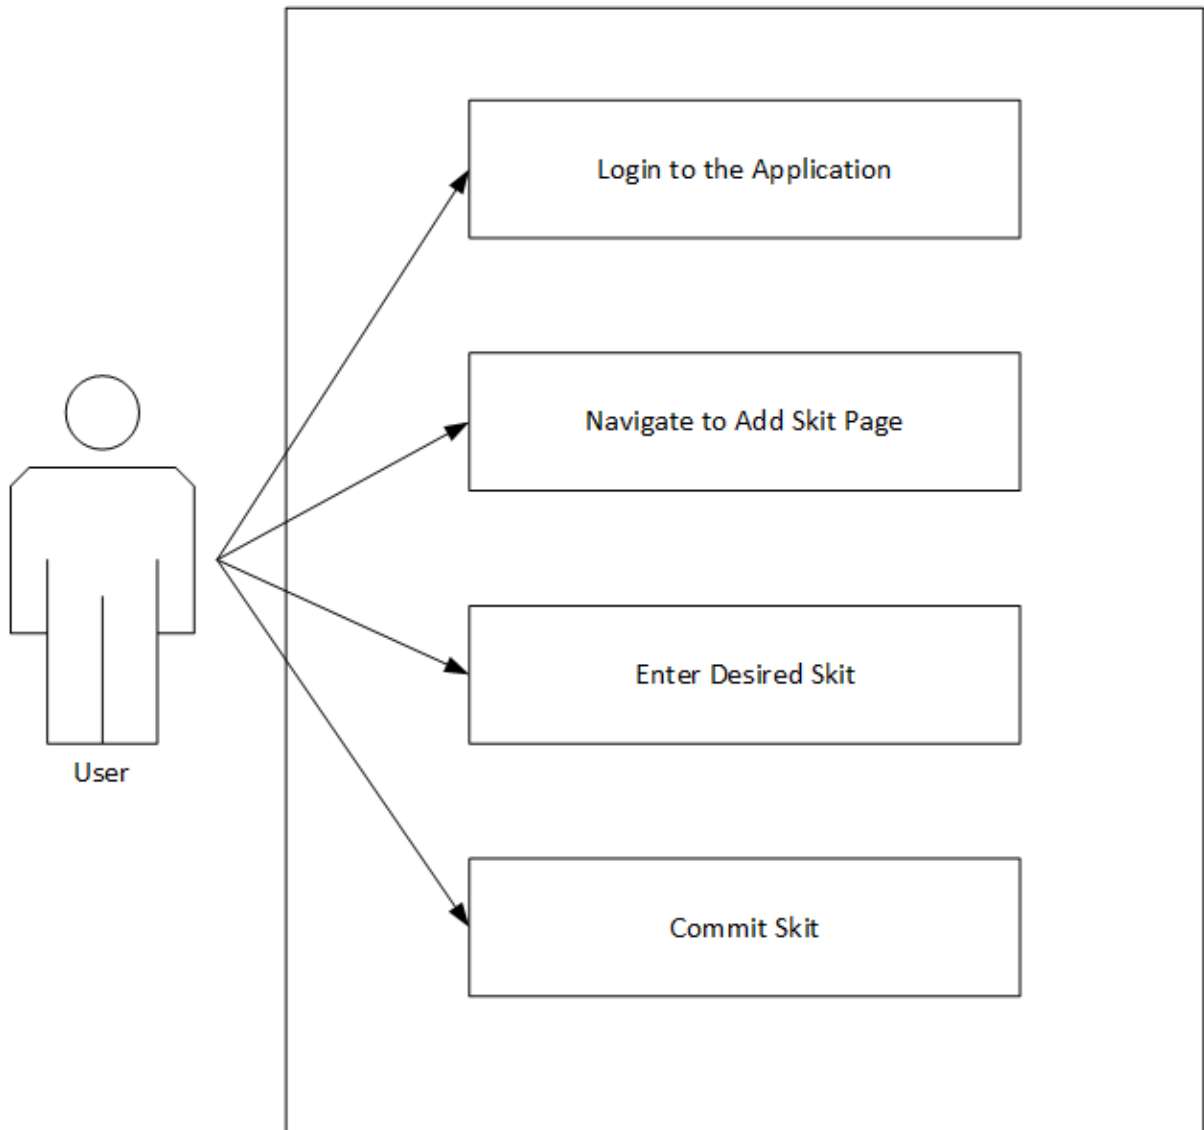 Login to the Application
Navigate to Add Skit Page
Enter Desired Skit
User
Commit Skit